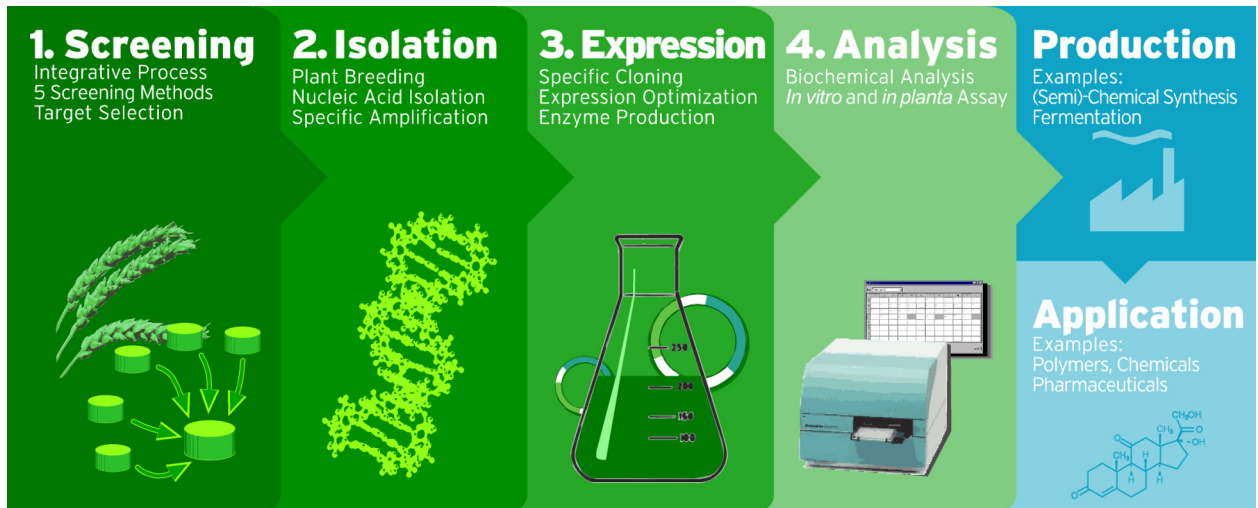 1. Screening
Integrative Process
5 Screening Methods
Target Selection
2. Isolation
Plant Breeding
Nucleic Acid Isolation
Specific Amplification
3. Expression
Specific Cloning
Expression Optimization
Enzyme Production
250
200
150
100
4. Analysis
Biochemical Analysis
In vitro and in planta Assay
Production
Examples:
(Semi)-Chemical Synthesis
Fermentation
Application
Examples:
Polymers, Chemicals
Pharmaceuticals
CH₂OH
CH₃
O
O
OH
CH₃
H
H
H
O